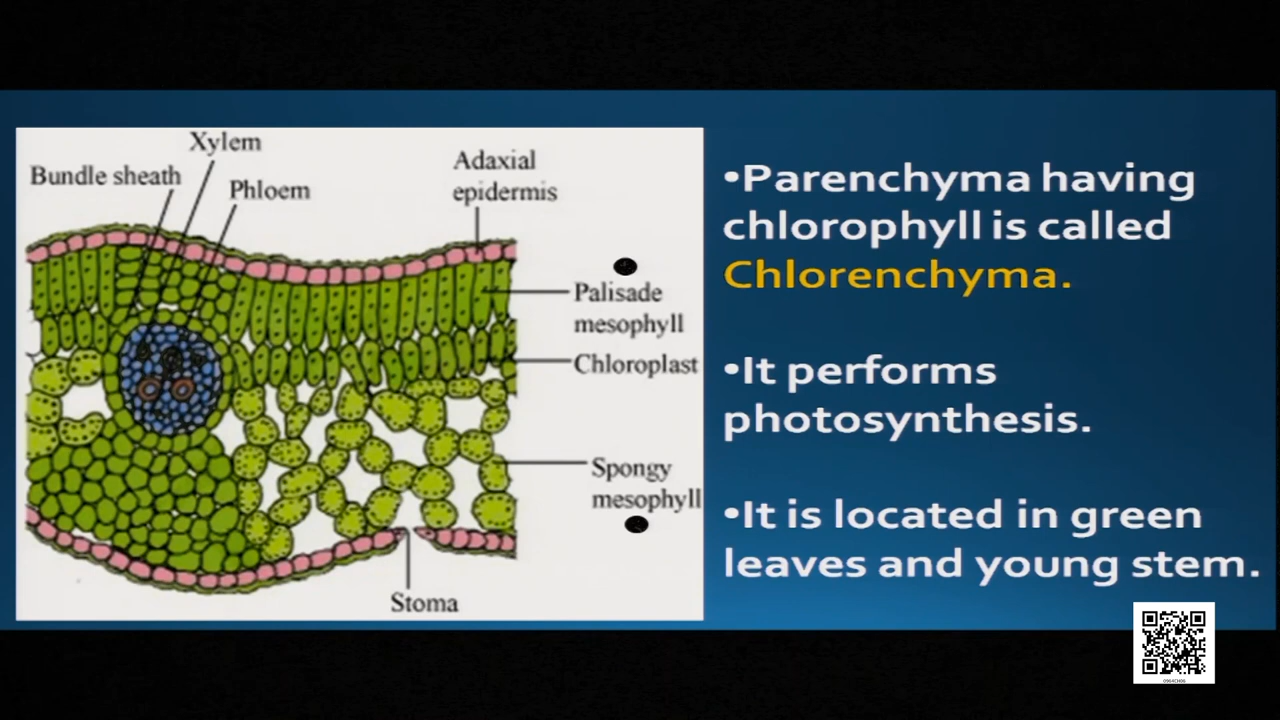 Xylem
Bundle sheath
Phloem
Adaxial
epidermis
Palisade
mesophyll
Chloroplast
Spongy
mesophyll
Stoma
•Parenchyma having
chlorophyll is called
Chlorenchyma.
•It performs
photosynthesis.
•It is located in green
leaves and young stem.